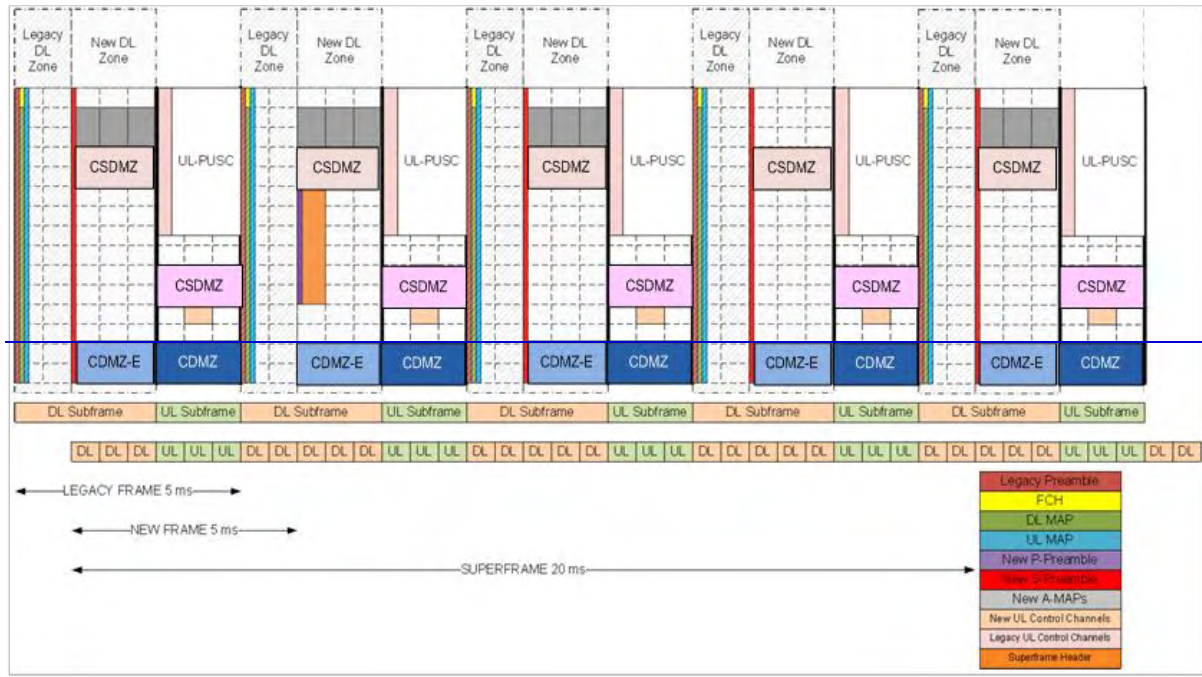 Legacy DL Zone
New DL Zone
Legacy DL Zone
New DL Zone
Legacy DL Zone
New DL Zone
Legacy DL Zone
New DL Zone
Legacy DL Zone
New DL Zone
CSDMZ UL-PUSC CSDMZ UL-PUSC CSDMZ UL-PUSC CSDMZ UL-PUSC CSDMZ UL-PUSC
CSDMZ CSDMZ CSDMZ CSDMZ CSDMZ
CDMZ-E CDMZ CDMZ-E CDMZ CDMZ-E CDMZ CDMZ-E CDMZ CDMZ-E CDMZ
DL Subframe UL Subframe DL Subframe UL Subframe DL Subframe UL Subframe DL Subframe UL Subframe DL Subframe UL Subframe
DL DL DL UL UL UL DL DL DL DL DL UL UL UL DL DL DL DL DL UL UL UL DL DL DL DL DL UL UL UL DL DL DL DL DL UL UL UL DL DL
LEGACY FRAME 5 ms
NEW FRAME 5 ms
SUPERFRAME 20 ms
Legacy Preamble
FCH
DL MAP
UL MAP
New P-Preamble
New S-Preamble
New A-MAPs
New UL Control Channels
Legacy UL Control Channels
Superframe Header